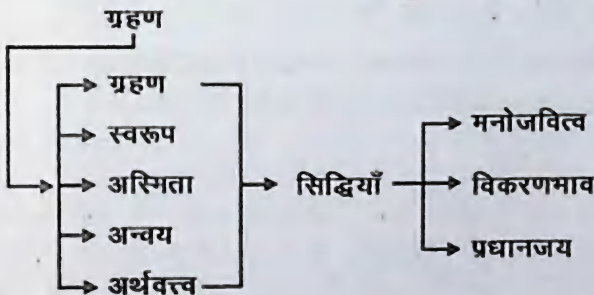 ग्रहण
ग्रहण
स्वरूप
अस्मिता
अन्वय
अर्थवत्त्व
सिद्धियाँ
मनोजवित्व
विकरणभाव
प्रधानजय